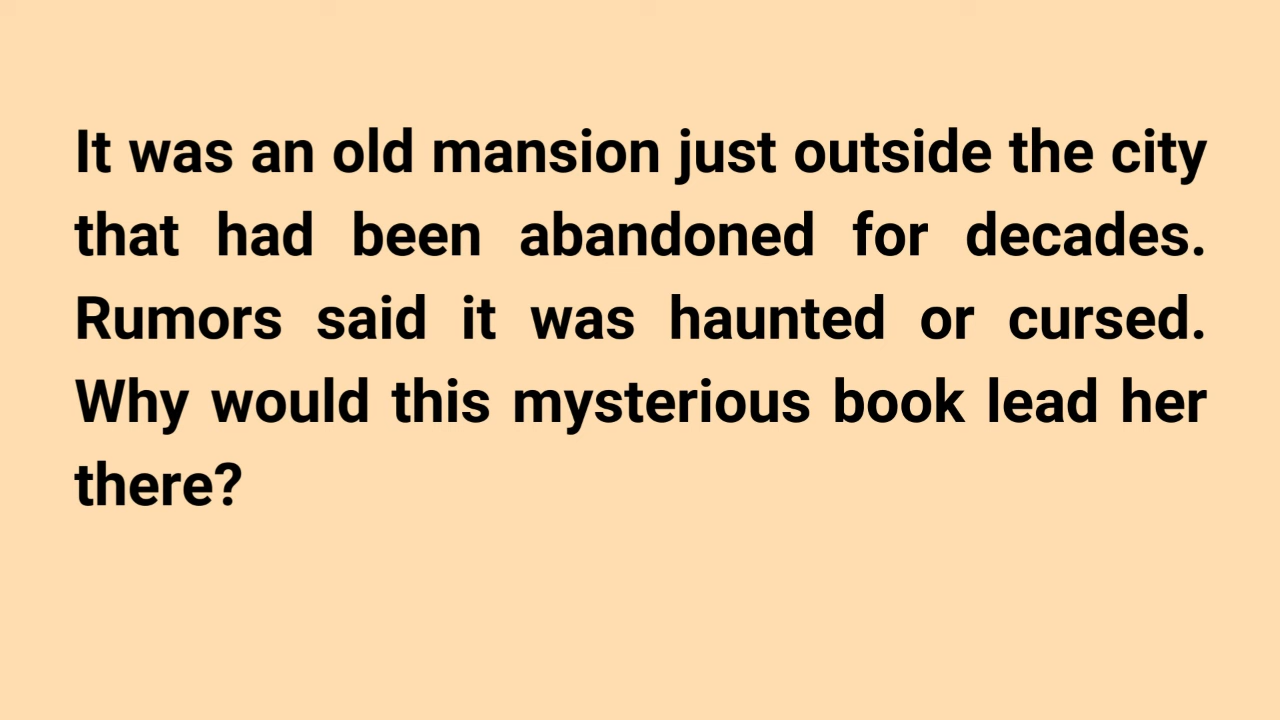 It was an old mansion just outside the city
that had been abandoned for decades.
Rumors said it was haunted or cursed.
Why would this mysterious book lead her
there?